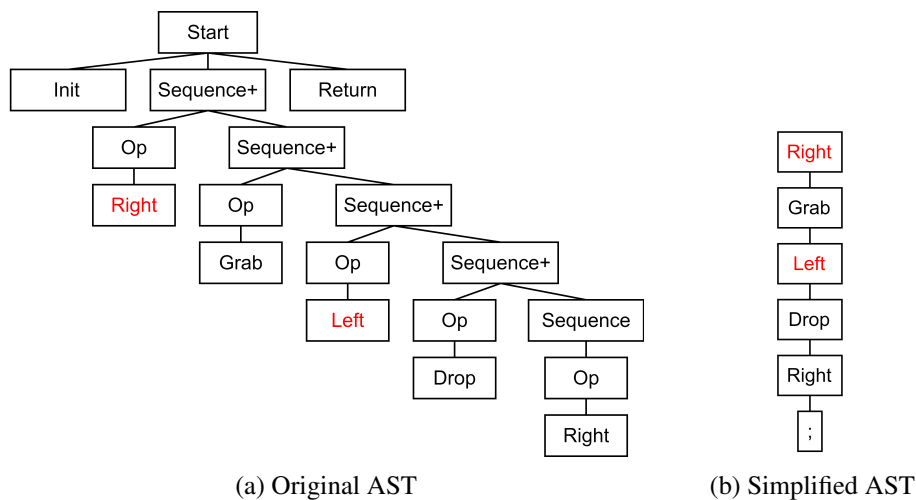 Start
Init
Sequence+
Return
Op
Sequence+
Right
Op
Sequence+
Grab
Op
Sequence+
Left
Op
Sequence
Drop
Op
Right
(a) Original AST
Right
Grab
Left
Drop
Right
;
(b) Simplified AST